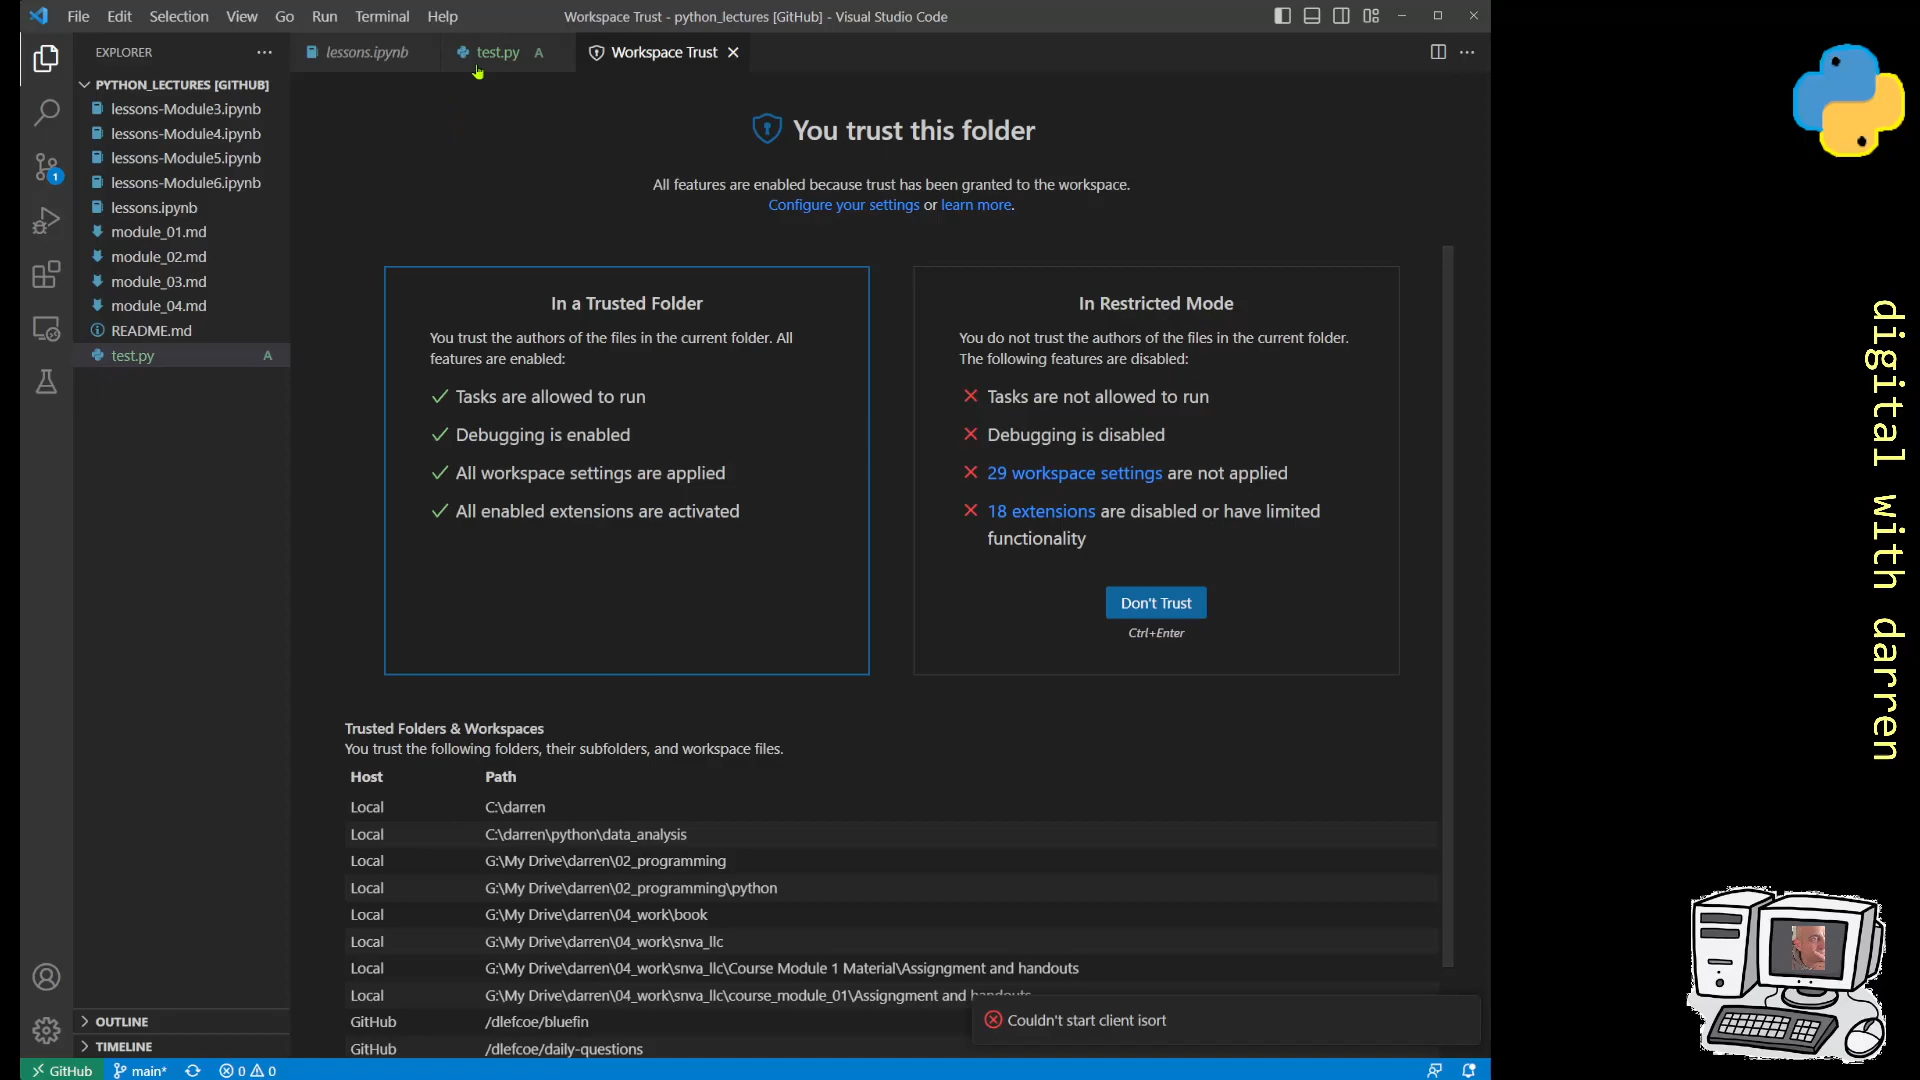 File Edit Selection View Go Run Terminal Help
Workspace Trust - python_lectures [GitHub] - Visual Studio Code
EXPLORER
lessons.ipynb
test.py A
Workspace Trust
PYTHON_LECTURES [GITHUB]
lessons-Module3.ipynb
lessons-Module4.ipynb
lessons-Module5.ipynb
lessons-Module6.ipynb
lessons.ipynb
module_01.md
module_02.md
module_03.md
module_04.md
README.md
test.py A
1
You trust this folder
All features are enabled because trust has been granted to the workspace.
Configure your settings or learn more.
In a Trusted Folder
You trust the authors of the files in the current folder. All
features are enabled:
Tasks are allowed to run
Debugging is enabled
All workspace settings are applied
All enabled extensions are activated
In Restricted Mode
You do not trust the authors of the files in the current folder.
The following features are disabled:
Tasks are not allowed to run
Debugging is disabled
29 workspace settings are not applied
18 extensions are disabled or have limited
functionality
Don't Trust
Ctrl+Enter
Trusted Folders & Workspaces
You trust the following folders, their subfolders, and workspace files.
Host Path
Local C:\darren
Local C:\darren\python\data_analysis
Local G:\My Drive\darren\02_programming
Local G:\My Drive\darren\02_programming\python
Local G:\My Drive\darren\04_work\book
Local G:\My Drive\darren\04_work\snva_llc
Local G:\My Drive\darren\04_work\snva_llc\Course Module 1 Material\Assigngment and handouts
Local G:\My Drive\darren\04_work\snva_llc\course_module_01\Assigngment and handouts
GitHub /dlefcoe/bluefin
GitHub /dlefcoe/daily-questions
Couldn't start client isort
OUTLINE
TIMELINE
GitHub main* 0 0
digital with darren